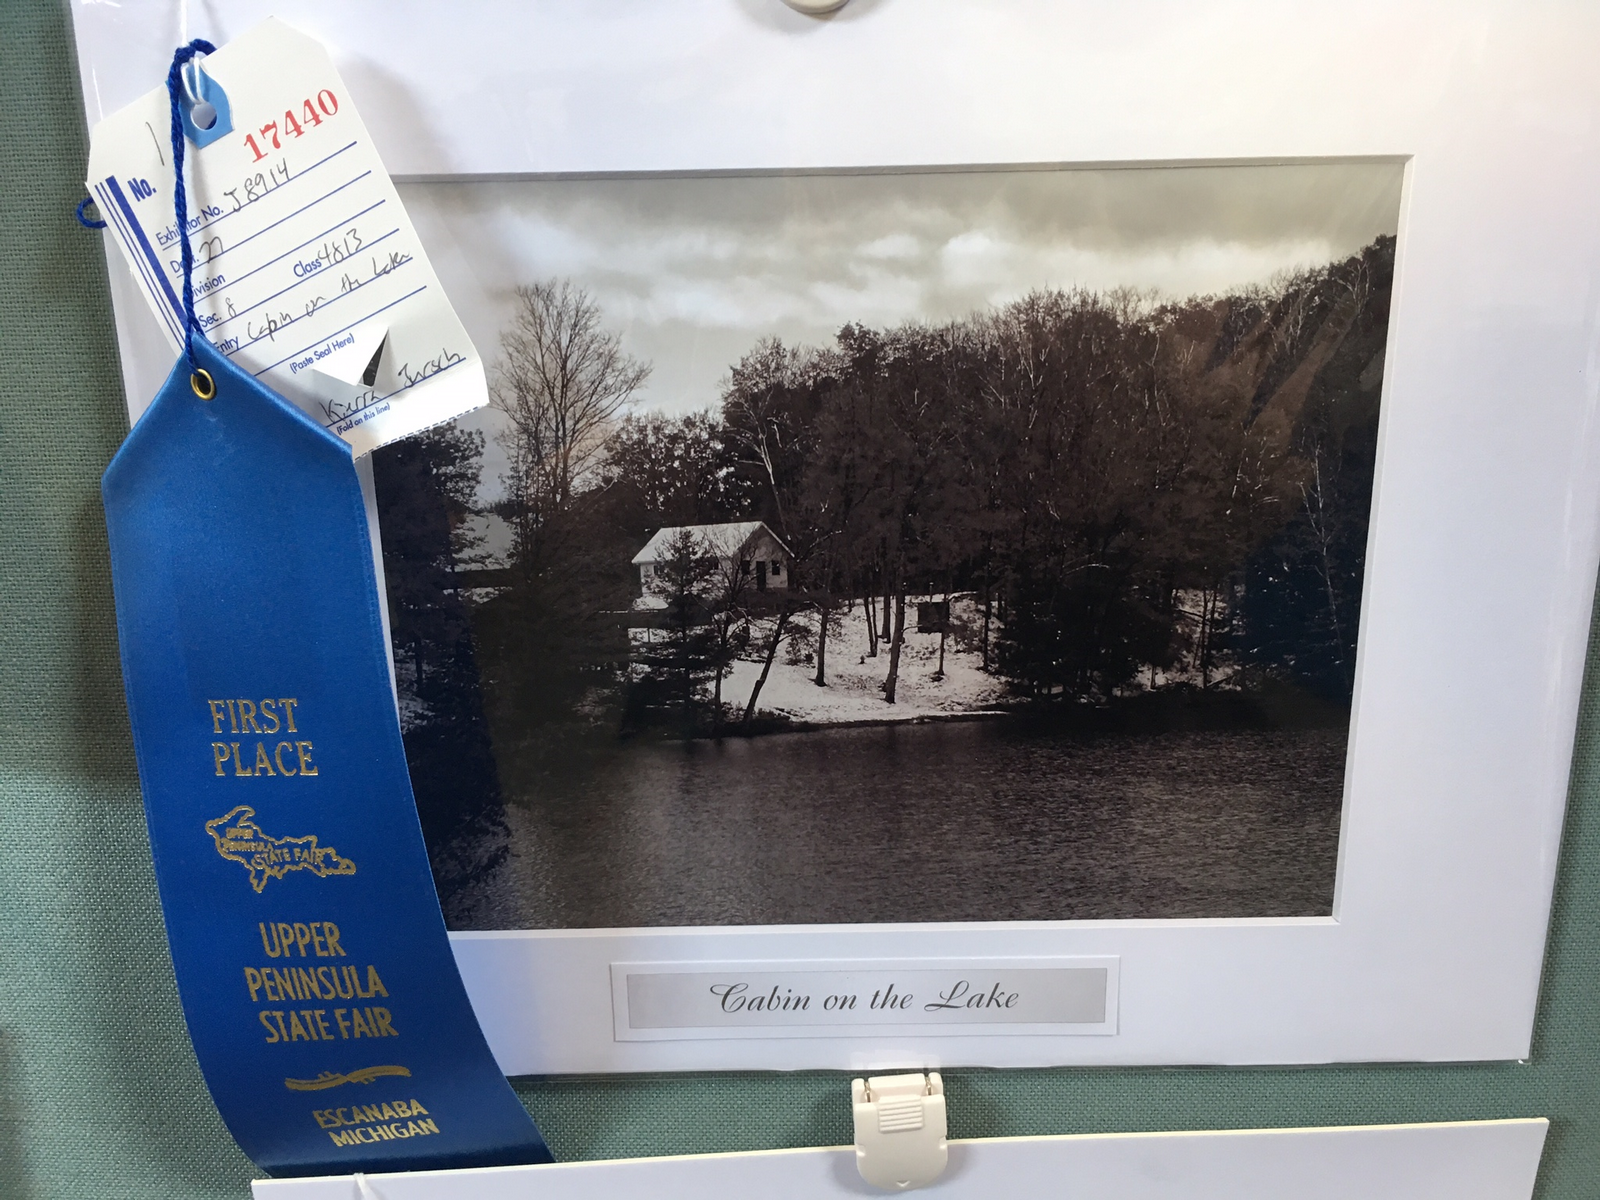 1
17440
No.
Exhibitor No. J8914
Dept. 27
Division Class 4813
Sec. 8
Entry Cabin on the Lake
(Paste Seal Here)
(Fold on this line)
FIRST
PLACE
UPPER
PENINSULA
STATE FAIR
UPPER
PENINSULA
STATE FAIR
ESCANABA
MICHIGAN
Cabin on the Lake